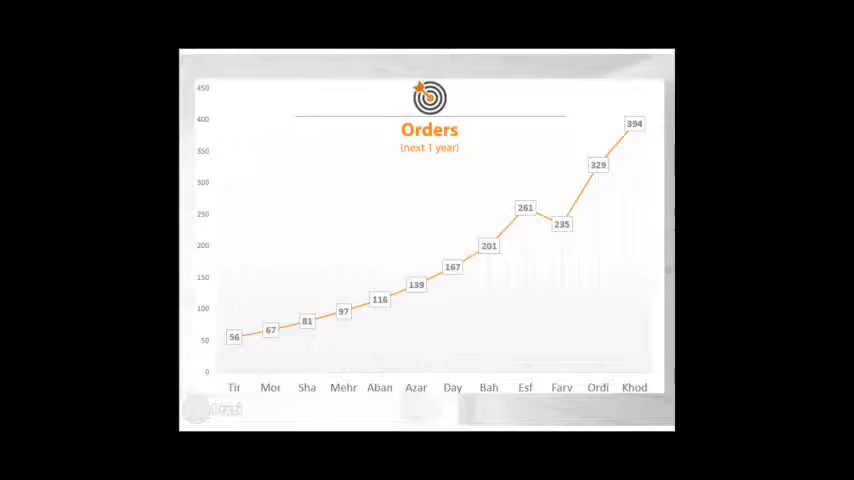 Orders
(next 1 year)
450
400
350
300
250
200
150
100
50
0
56
67
81
97
116
139
167
201
261
235
329
394
Tir
Mor
Sha
Mehr
Aban
Azar
Day
Bah
Esf
Farv
Ordi
Khod